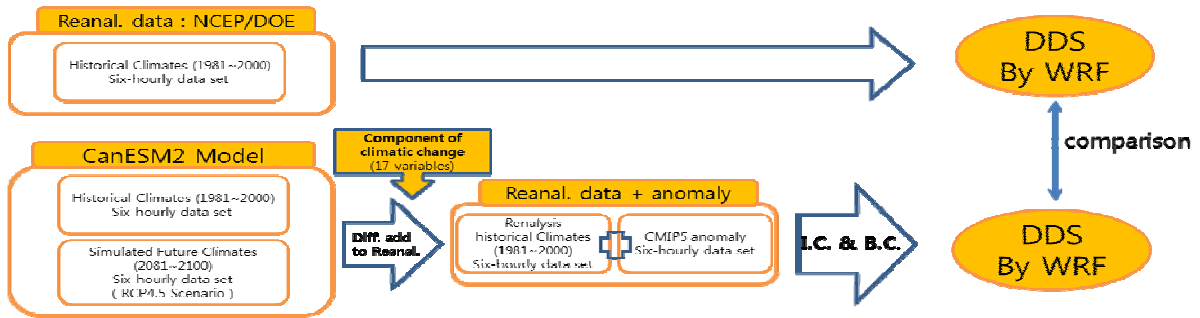 Reanal. data : NCEP/DOE
Historical Climates (1981~2000)
Six-hourly data set
DDS
By WRF
comparison
CanESM2 Model
Historical Climates (1981~2000)
Six hourly data set
Simulated Future Climates
(2081~2100)
Six-hourly data set
( RCP4.5 Scenario )
Component of
climatic change
(17 variables)
Diff. add
to Reanal.
Reanal. data + anomaly
Renalysis
historical Climates
(1981~2000)
Six-hourly data set
CMIP5 anomaly
Six-hourly data set
I.C. & B.C.
DDS
By WRF